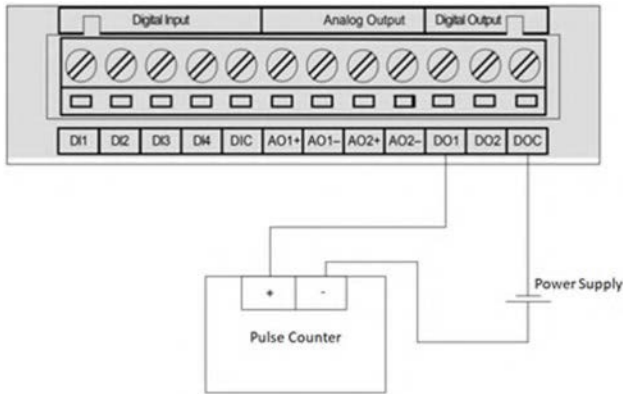 Digital Input Analog Output Digital Output
DI1 DI2 DI3 DI4 DIC AO1+ AO1– AO2+ AO2– DO1 DO2 DOC
Power Supply
+ -
Pulse Counter